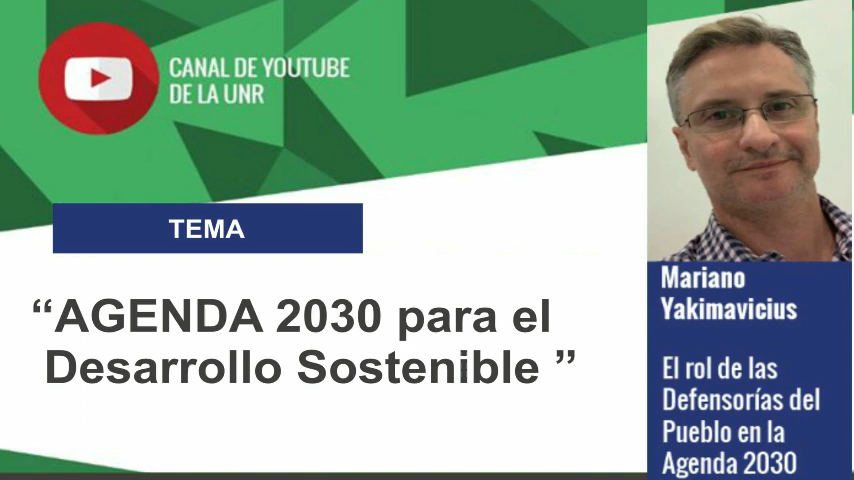 CANAL DE YOUTUBE
DE LA UNR
TEMA
“AGENDA 2030 para el
Desarrollo Sostenible ”
Mariano
Yakimavicius
El rol de las
Defensorías del
Pueblo en la
Agenda 2030